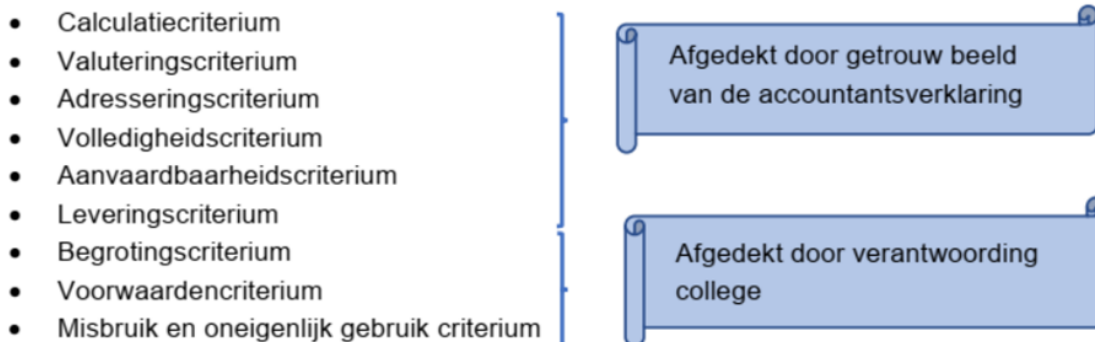 • Calculatiecriterium
• Valuteringscriterium
• Adresseringscriterium
• Volledigheidscriterium
• Aanvaardbaarheidscriterium
• Leveringscriterium
• Begrotingscriterium
• Voorwaardencriterium
• Misbruik en oneigenlijk gebruik criterium
Afgedekt door getrouw beeld
van de accountantsverklaring
Afgedekt door verantwoording
college